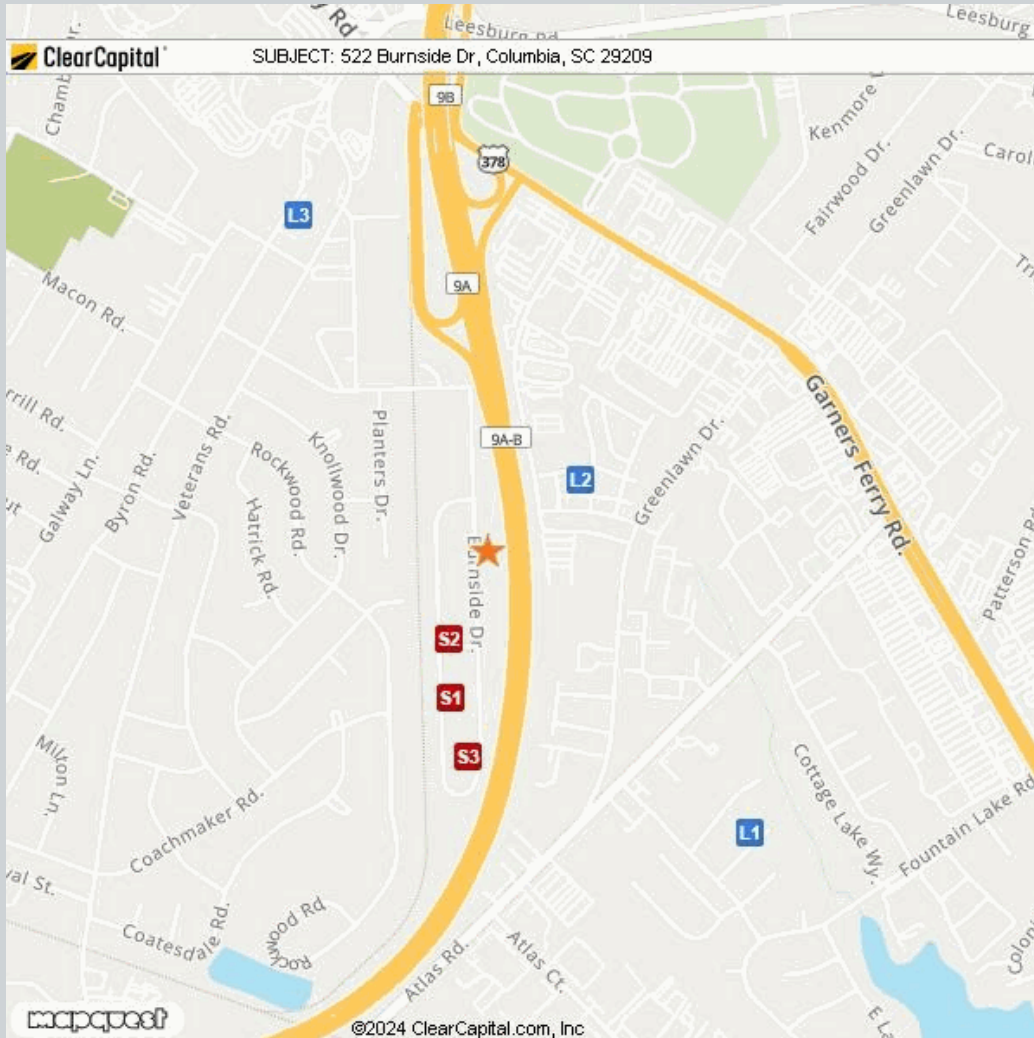 Leesburg Rd.
Leesburg
ClearCapital
SUBJECT: 522 Burnside Dr, Columbia, SC 29209
9B
378
Kenmore
Fairwood Dr.
Greenlawn Dr.
L3
9A
Macon Rd.
Garners Ferry Rd.
Planters Dr.
Knollwood Dr.
Rockwood Rd.
Hatrick Rd.
Veterans Rd.
Byron Rd.
Galway Ln.
9A-B
L2
Greenlawn Dr.
Burnside Dr.
Patterson Rd
S2
S1
S3
Milton Ln.
Coachmaker Rd.
L1
Cottage Lake Wy.
Fountain Lake Rd
Coatesdale Rd.
Rockwood Rd
Atlas Rd.
Atlas Ct.
mapquest
©2024 ClearCapital.com, Inc